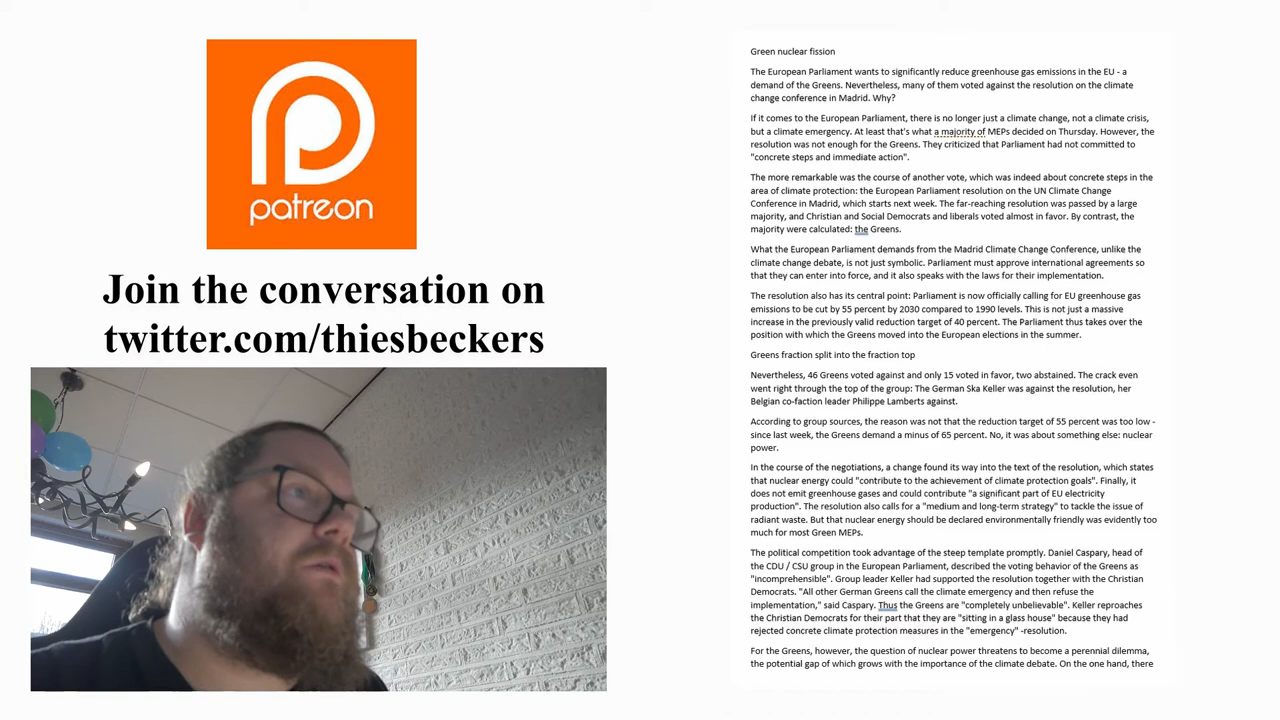 patreon
Join the conversation on
twitter.com/thiesbeckers
Green nuclear fission
The European Parliament wants to significantly reduce greenhouse gas emissions in the EU - a
demand of the Greens. Nevertheless, many of them voted against the resolution on the climate
change conference in Madrid. Why?
If it comes to the European Parliament, there is no longer just a climate change, not a climate crisis,
but a climate emergency. At least that's what a majority of MEPs decided on Thursday. However, the
resolution was not enough for the Greens. They criticized that Parliament had not committed to
"concrete steps and immediate action".
The more remarkable was the course of another vote, which was indeed about concrete steps in the
area of climate protection: the European Parliament resolution on the UN Climate Change
Conference in Madrid, which starts next week. The far-reaching resolution was passed by a large
majority, and Christian and Social Democrats and liberals voted almost in favor. By contrast, the
majority were calculated: the Greens.
What the European Parliament demands from the Madrid Climate Change Conference, unlike the
climate change debate, is not just symbolic. Parliament must approve international agreements so
that they can enter into force, and it also speaks with the laws for their implementation.
The resolution also has its central point: Parliament is now officially calling for EU greenhouse gas
emissions to be cut by 55 percent by 2030 compared to 1990 levels. This is not just a massive
increase in the previously valid reduction target of 40 percent. The Parliament thus takes over the
position with which the Greens moved into the European elections in the summer.
Greens fraction split into the fraction top
Nevertheless, 46 Greens voted against and only 15 voted in favor, two abstained. The crack even
went right through the top of the group: The German Ska Keller was against the resolution, her
Belgian co-faction leader Philippe Lamberts against.
According to group sources, the reason was not that the reduction target of 55 percent was too low -
since last week, the Greens demand a minus of 65 percent. No, it was about something else: nuclear
power.
In the course of the negotiations, a change found its way into the text of the resolution, which states
that nuclear energy could "contribute to the achievement of climate protection goals". Finally, it
does not emit greenhouse gases and could contribute "a significant part of EU electricity
production". The resolution also calls for a "medium and long-term strategy" to tackle the issue of
radiant waste. But that nuclear energy should be declared environmentally friendly was evidently too
much for most Green MEPs.
The political competition took advantage of the steep template promptly. Daniel Caspary, head of
the CDU / CSU group in the European Parliament, described the voting behavior of the Greens as
"incomprehensible". Group leader Keller had supported the resolution together with the Christian
Democrats. "All other German Greens call the climate emergency and then refuse the
implementation," said Caspary. Thus the Greens are "completely unbelievable". Keller reproaches
the Christian Democrats for their part that they are "sitting in a glass house" because they had
rejected concrete climate protection measures in the "emergency" -resolution.
For the Greens, however, the question of nuclear power threatens to become a perennial dilemma,
the potential gap of which grows with the importance of the climate debate. On the one hand, there